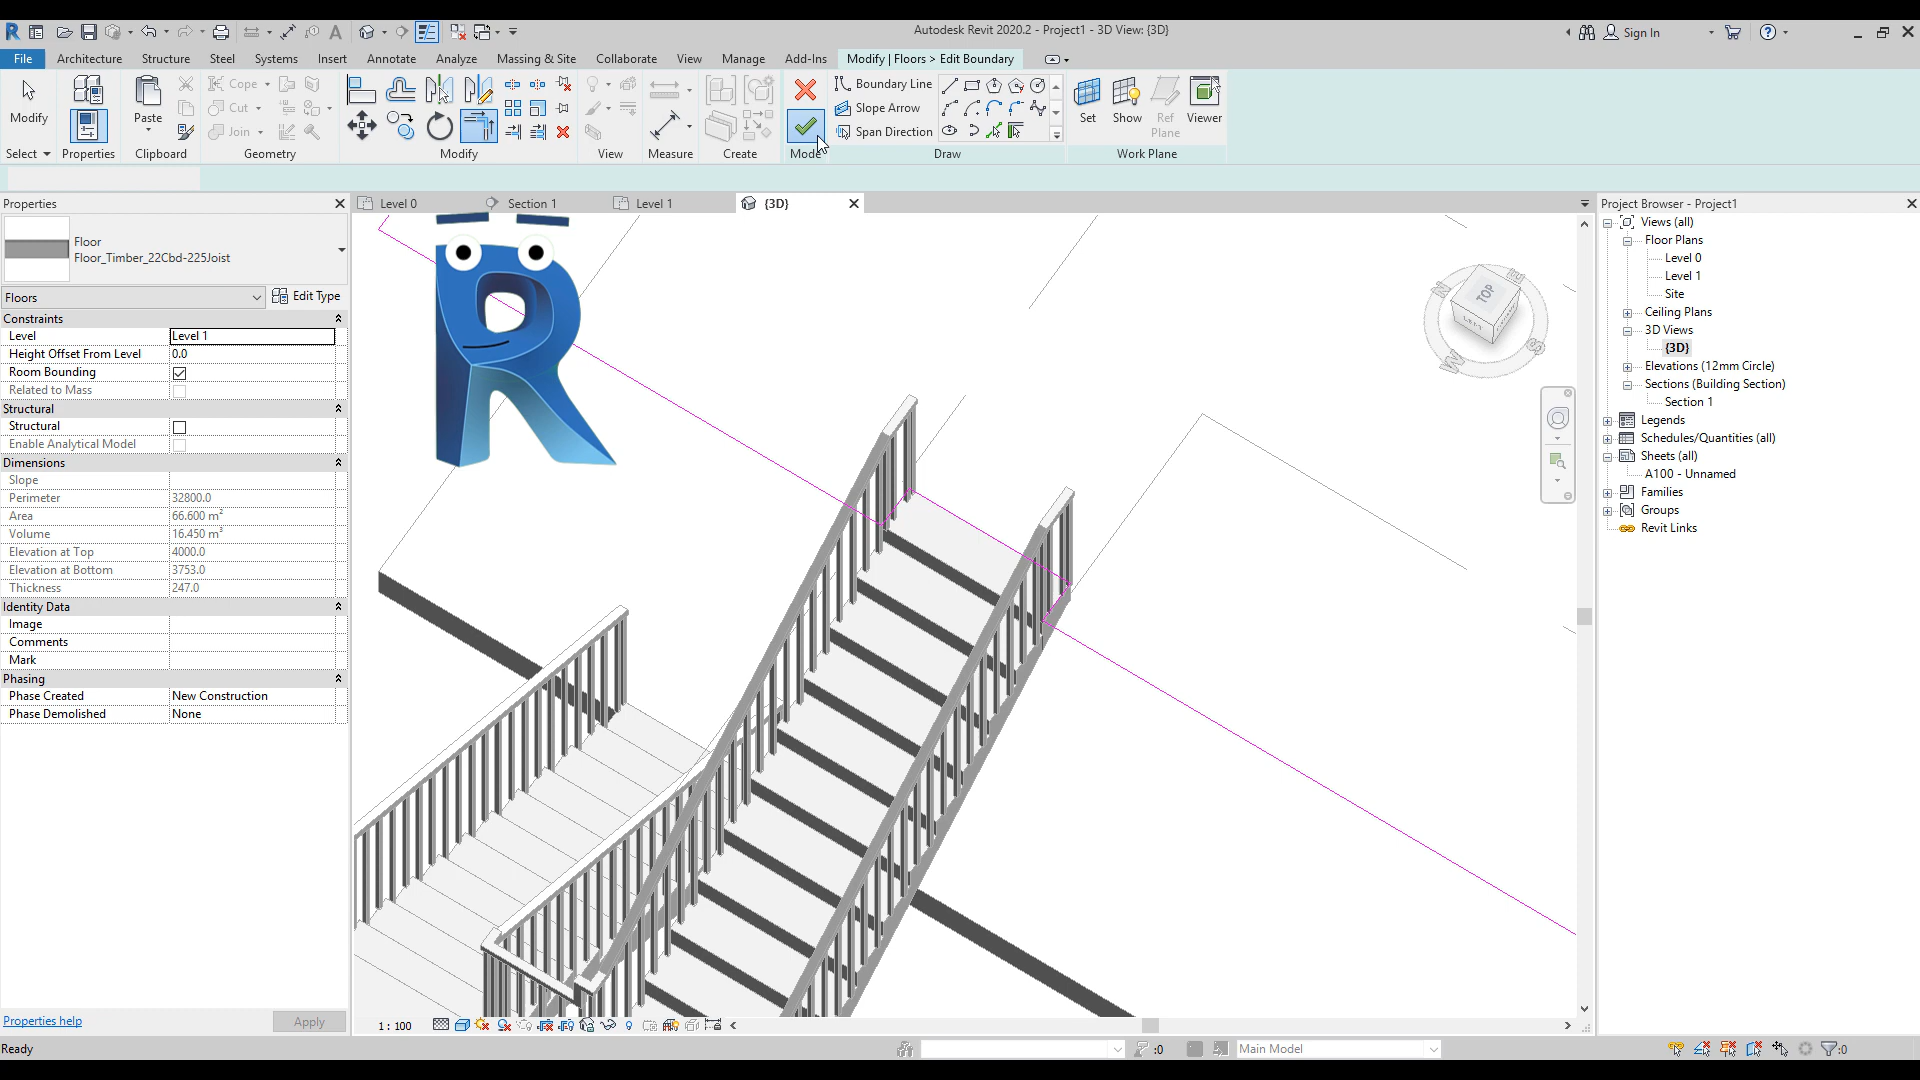 Autodesk Revit 2020.2 - Project1 - 3D View: {3D}
Sign In
File Architecture Structure Steel Systems Insert Annotate Analyze Massing & Site Collaborate View Manage Add-Ins Modify | Floors > Edit Boundary
Modify
Select
Properties
Paste
Clipboard
Cope
Cut
Join
Geometry
Modify
View
Measure
Create
Mode
Boundary Line
Slope Arrow
Span Direction
Draw
Set
Show
Ref
Plane
Viewer
Work Plane
Properties
Floor
Floor_Timber_22Cbd-225Joist
Floors
Edit Type
Constraints
Level Level 1
Height Offset From Level 0.0
Room Bounding
Related to Mass
Structural
Structural
Enable Analytical Model
Dimensions
Slope
Perimeter 32800.0
Area 66.600 m²
Volume 16.450 m³
Elevation at Top 4000.0
Elevation at Bottom 3753.0
Thickness 247.0
Identity Data
Image
Comments
Mark
Phasing
Phase Created New Construction
Phase Demolished None
Properties help
Apply
Level 0 Section 1 Level 1 {3D}
TOP
LEFT
N
E
W
S
Project Browser - Project1
Views (all)
Floor Plans
Level 0
Level 1
Site
Ceiling Plans
3D Views
{3D}
Elevations (12mm Circle)
Sections (Building Section)
Section 1
Legends
Schedules/Quantities (all)
Sheets (all)
A100 - Unnamed
Families
Groups
Revit Links
1 : 100
Ready
:0
Main Model
:0